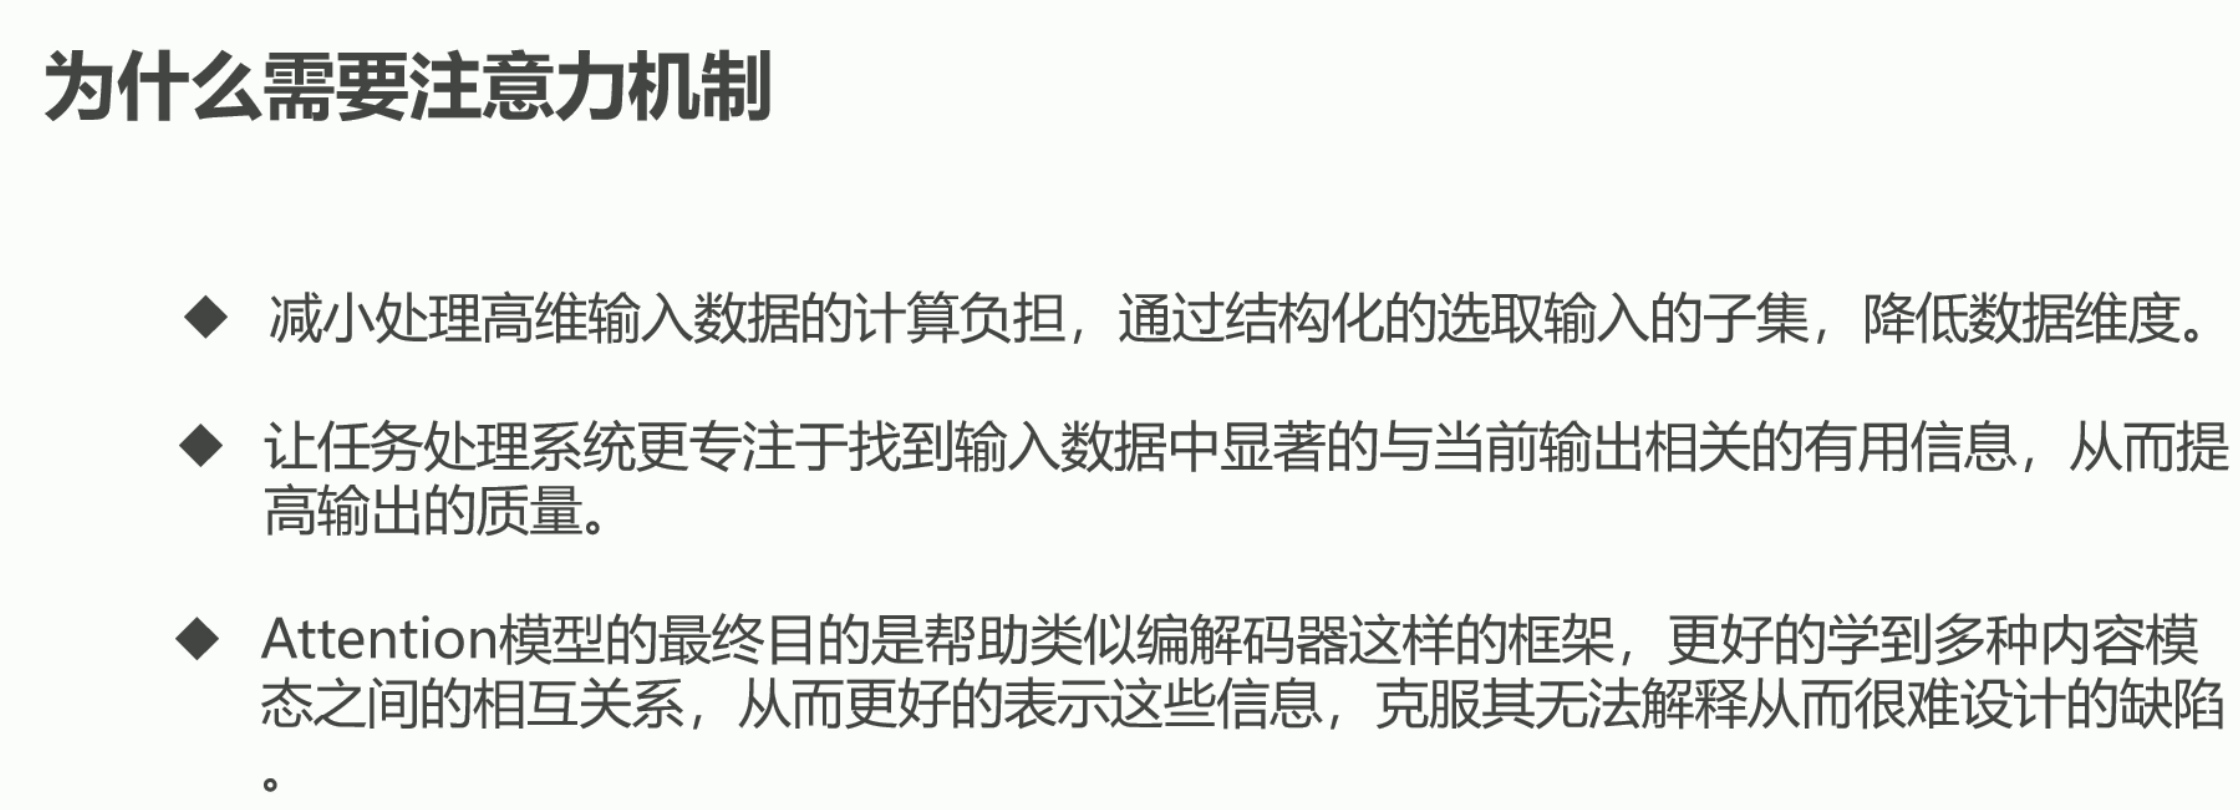 为什么需要注意力机制
◆ 减小处理高维输入数据的计算负担，通过结构化的选取输入的子集，降低数据维度。
◆ 让任务处理系统更专注于找到输入数据中显著的与当前输出相关的有用信息，从而提
高输出的质量。
◆ Attention模型的最终目的是帮助类似编解码器这样的框架，更好的学到多种内容模
态之间的相互关系，从而更好的表示这些信息，克服其无法解释从而很难设计的缺陷
。